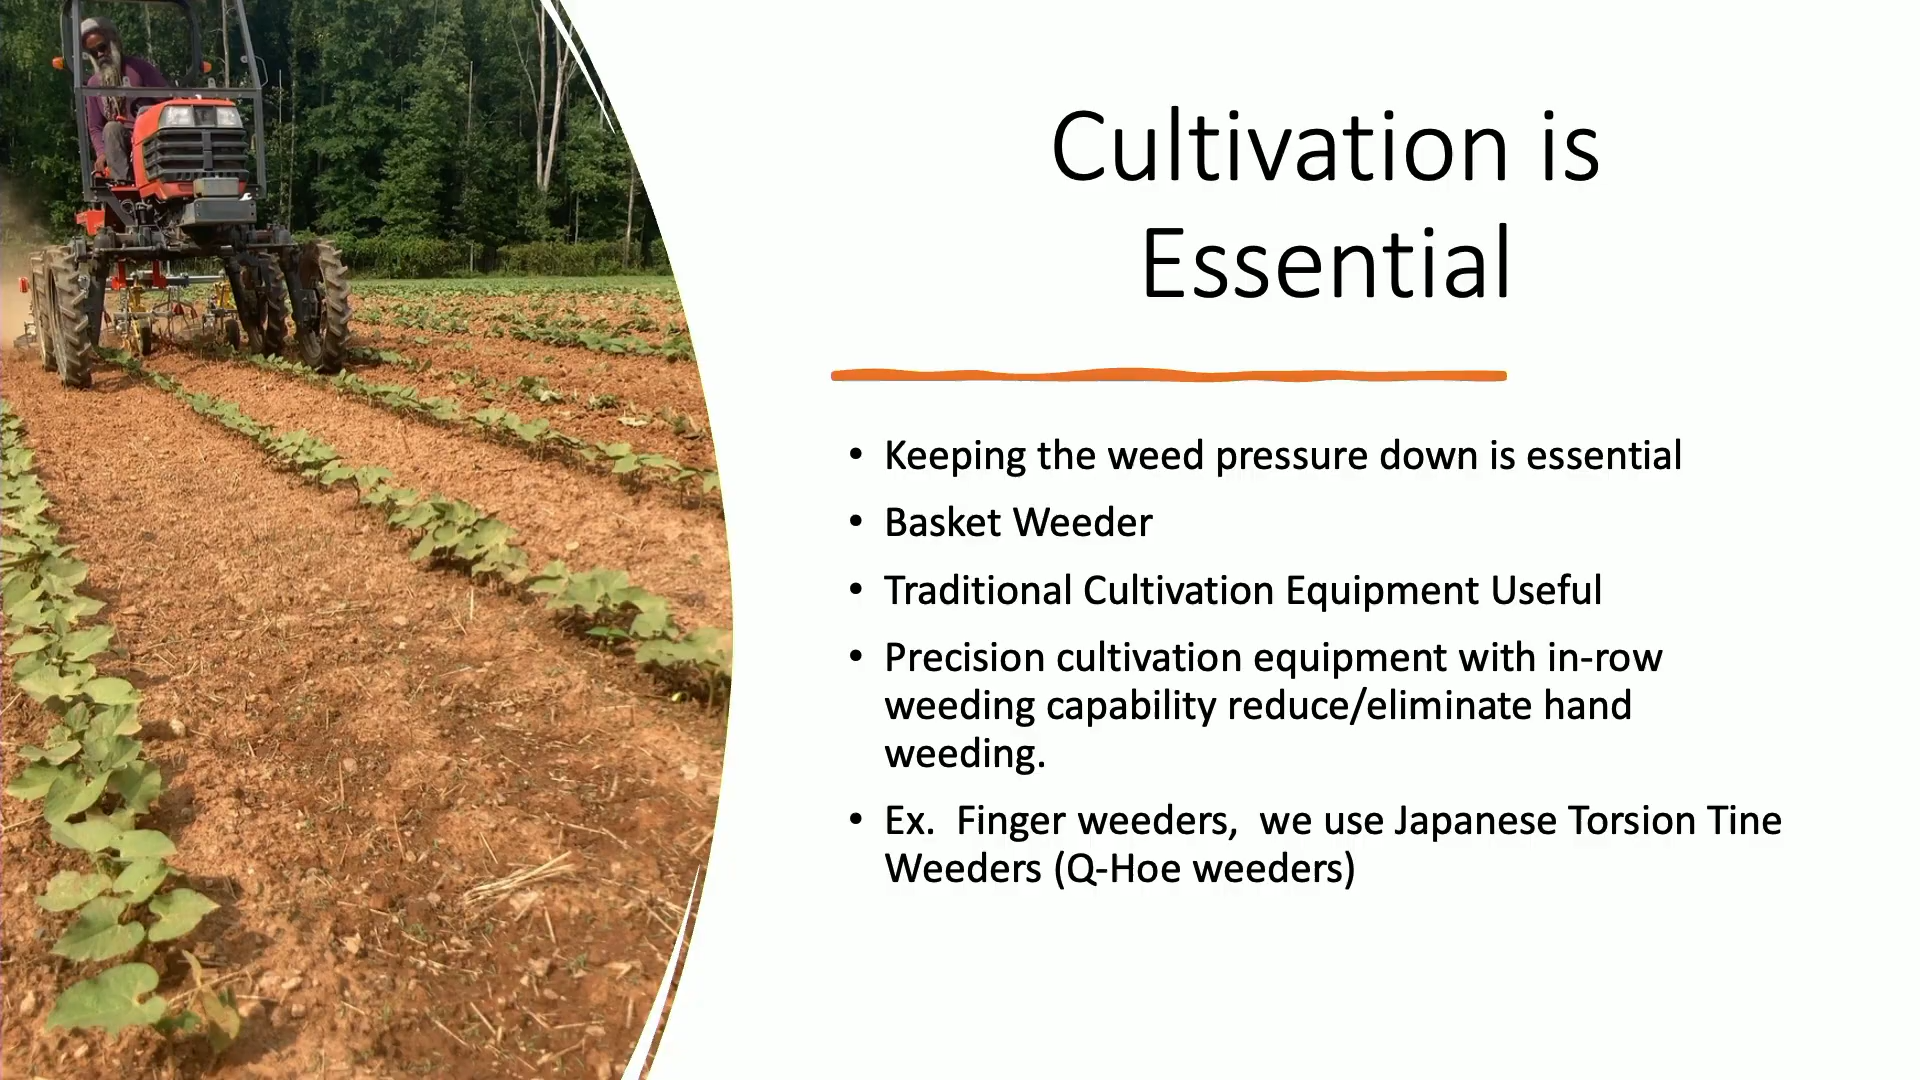 Cultivation is
Essential
• Keeping the weed pressure down is essential
• Basket Weeder
• Traditional Cultivation Equipment Useful
• Precision cultivation equipment with in-row
weeding capability reduce/eliminate hand
weeding.
• Ex.  Finger weeders,  we use Japanese Torsion Tine
Weeders (Q-Hoe weeders)